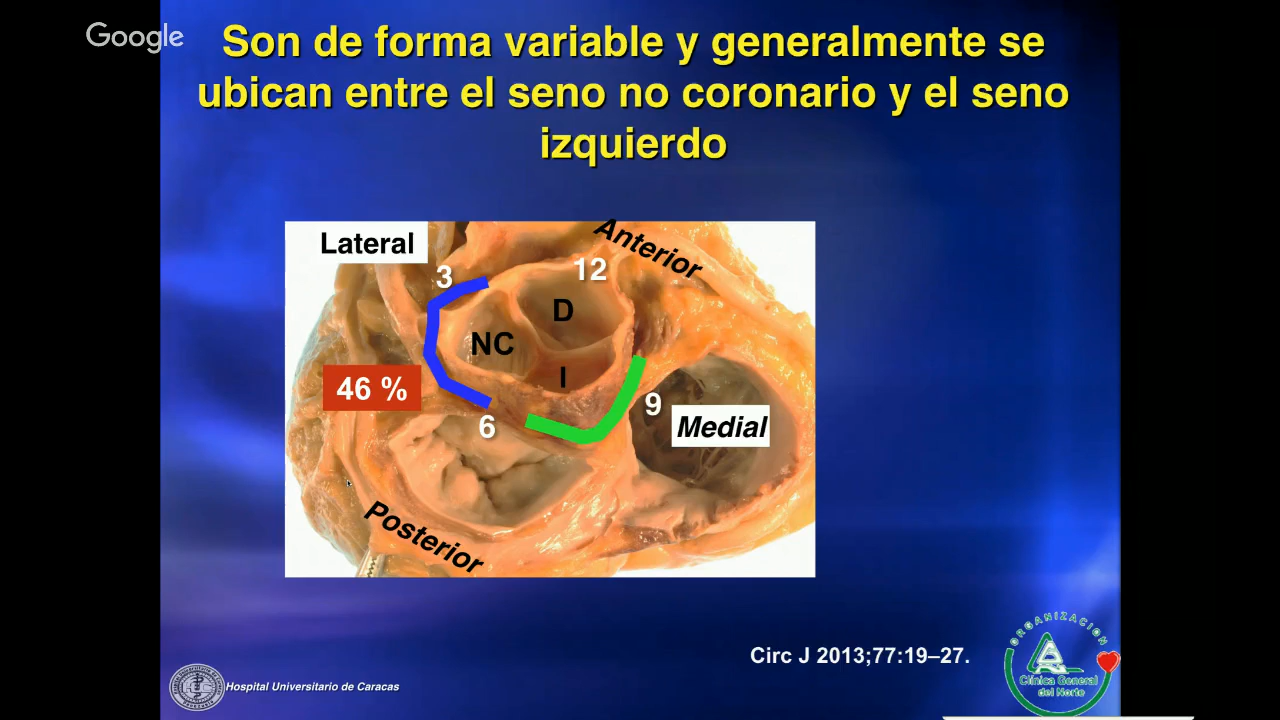 Google
Son de forma variable y generalmente se
ubican entre el seno no coronario y el seno
izquierdo
Lateral
Anterior
3
12
D
NC
I
46 %
9
6
Medial
Posterior
Circ J 2013;77:19–27.
Hospital Universitario de Caracas
ORGANIZACION
Clínica General
del Norte